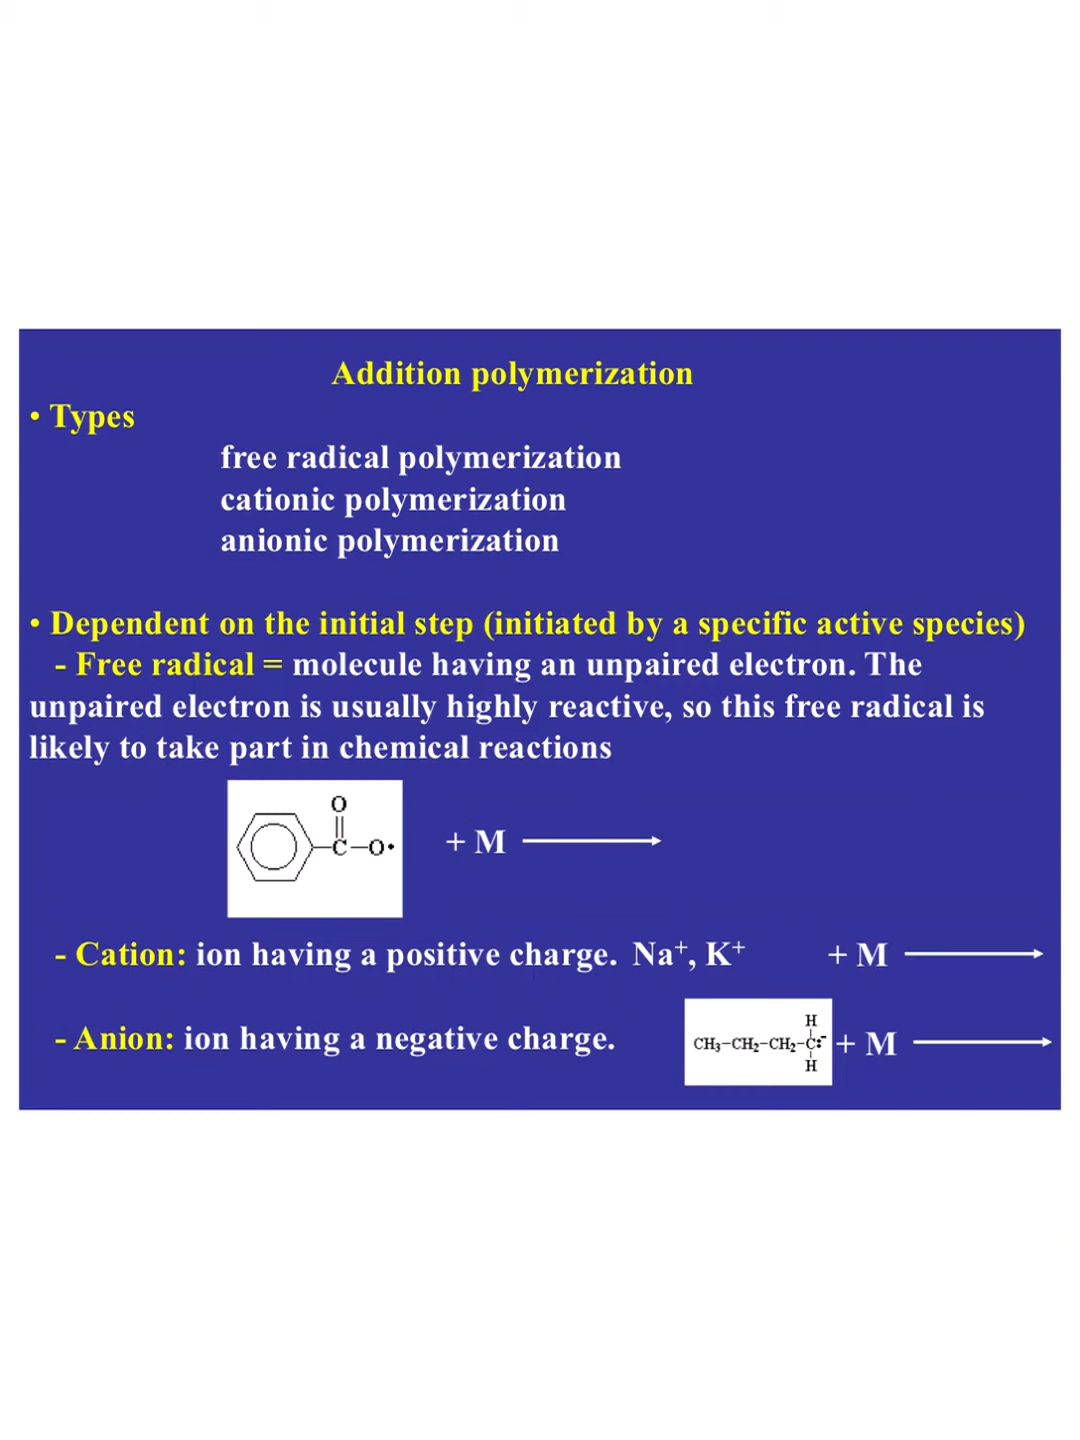 Addition polymerization
• Types
free radical polymerization
cationic polymerization
anionic polymerization
• Dependent on the initial step (initiated by a specific active species)
- Free radical = molecule having an unpaired electron. The
unpaired electron is usually highly reactive, so this free radical is
likely to take part in chemical reactions
O
C–O•
+ M
- Cation: ion having a positive charge. Na⁺, K⁺ + M
- Anion: ion having a negative charge.
H
CH₃–CH₂–CH₂–C:⁻ + M
H